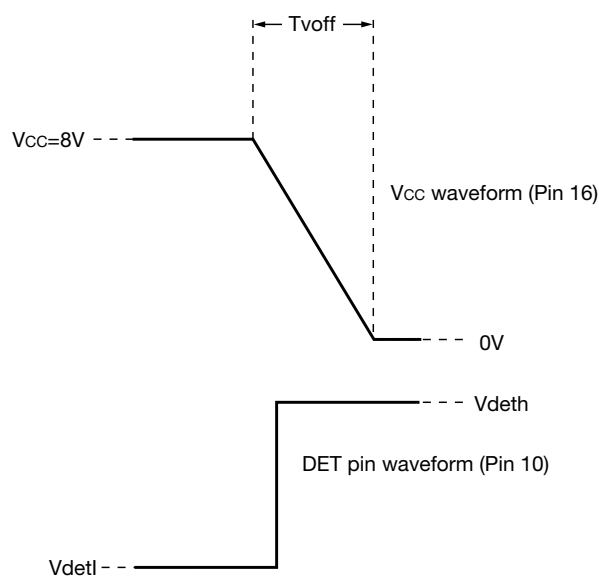 Tvoff
VCC=8V
VCC waveform (Pin 16)
0V
Vdeth
DET pin waveform (Pin 10)
Vdetl